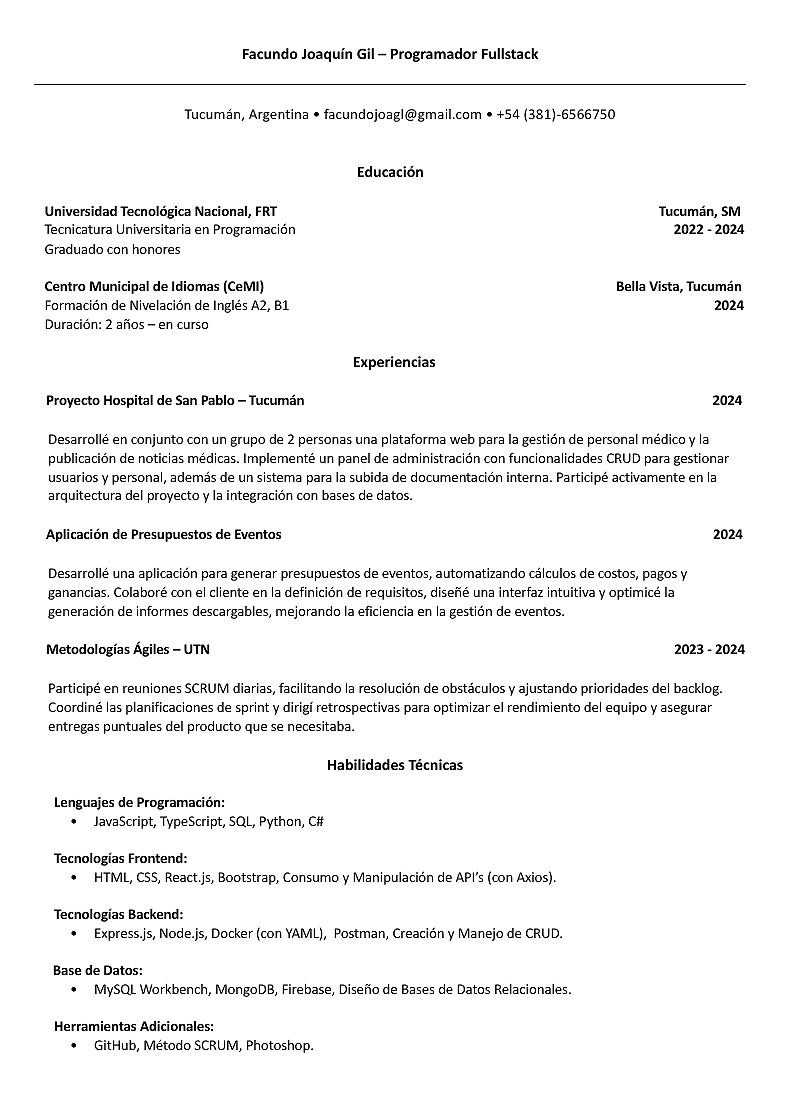 Facundo Joaquín Gil – Programador Fullstack
Tucumán, Argentina • facundojoagl@gmail.com • +54 (381)-6566750
Educación
Universidad Tecnológica Nacional, FRT Tucumán, SM
Tecnicatura Universitaria en Programación 2022 - 2024
Graduado con honores
Centro Municipal de Idiomas (CeMI) Bella Vista, Tucumán
Formación de Nivelación de Inglés A2, B1 2024
Duración: 2 años – en curso
Experiencias
Proyecto Hospital de San Pablo – Tucumán 2024
Desarrollé en conjunto con un grupo de 2 personas una plataforma web para la gestión de personal médico y la
publicación de noticias médicas. Implementé un panel de administración con funcionalidades CRUD para gestionar
usuarios y personal, además de un sistema para la subida de documentación interna. Participé activamente en la
arquitectura del proyecto y la integración con bases de datos.
Aplicación de Presupuestos de Eventos 2024
Desarrollé una aplicación para generar presupuestos de eventos, automatizando cálculos de costos, pagos y
ganancias. Colaboré con el cliente en la definición de requisitos, diseñé una interfaz intuitiva y optimicé la
generación de informes descargables, mejorando la eficiencia en la gestión de eventos.
Metodologías Ágiles – UTN 2023 - 2024
Participé en reuniones SCRUM diarias, facilitando la resolución de obstáculos y ajustando prioridades del backlog.
Coordiné las planificaciones de sprint y dirigí retrospectivas para optimizar el rendimiento del equipo y asegurar
entregas puntuales del producto que se necesitaba.
Habilidades Técnicas
Lenguajes de Programación:
• JavaScript, TypeScript, SQL, Python, C#
Tecnologías Frontend:
• HTML, CSS, React.js, Bootstrap, Consumo y Manipulación de API’s (con Axios).
Tecnologías Backend:
• Express.js, Node.js, Docker (con YAML), Postman, Creación y Manejo de CRUD.
Base de Datos:
• MySQL Workbench, MongoDB, Firebase, Diseño de Bases de Datos Relacionales.
Herramientas Adicionales:
• GitHub, Método SCRUM, Photoshop.